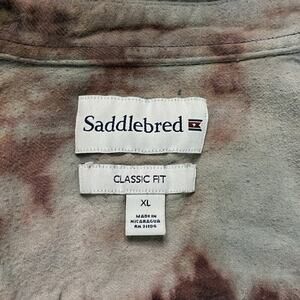 Saddlebred
CLASSIC FIT
XL
MADE IN
NICARAGUA